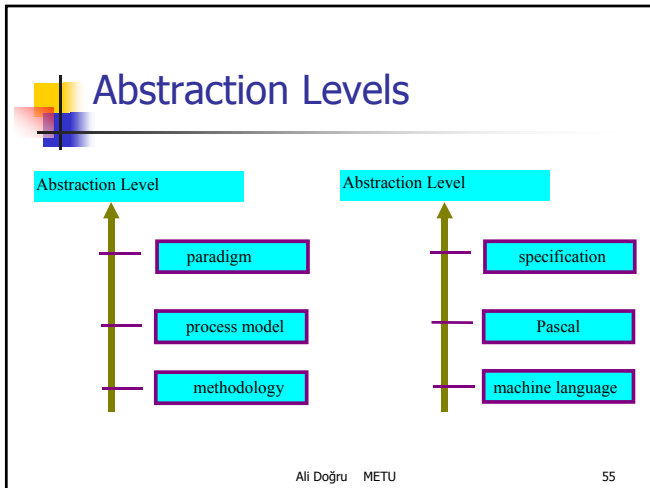 Abstraction Levels
Abstraction Level
paradigm
process model
methodology
Abstraction Level
specification
Pascal
machine language
Ali Doğru METU 55